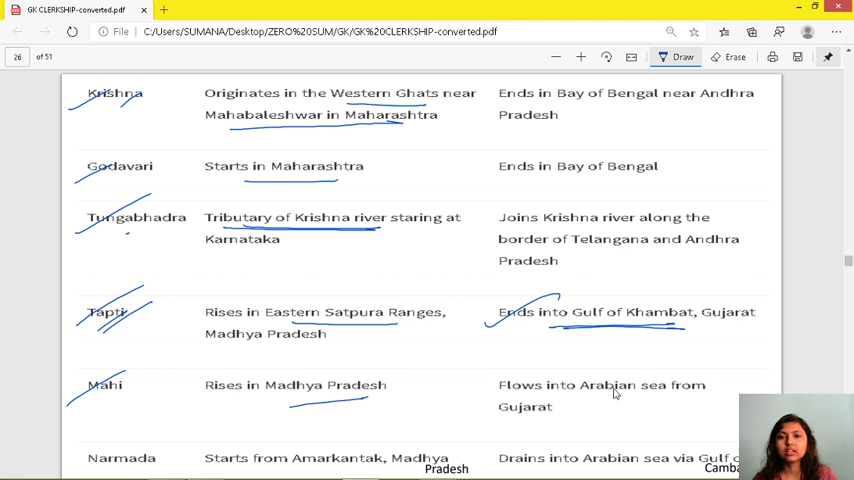 GK CLERKSHIP-converted.pdf
File C:/Users/SUMANA/Desktop/ZERO%20SUM/GK/GK%20CLERKSHIP-converted.pdf
26 of 51 Draw Erase
Krishna Originates in the Western Ghats near Ends in Bay of Bengal near Andhra
Mahabaleshwar in Maharashtra Pradesh
Godavari Starts in Maharashtra Ends in Bay of Bengal
Tungabhadra Tributary of Krishna river staring at Joins Krishna river along the
Karnataka border of Telangana and Andhra
Pradesh
Tapti Rises in Eastern Satpura Ranges, Ends into Gulf of Khambat, Gujarat
Madhya Pradesh
Mahi Rises in Madhya Pradesh Flows into Arabian sea from
Gujarat
Narmada Starts from Amarkantak, Madhya Drains into Arabian sea via Gulf
Pradesh